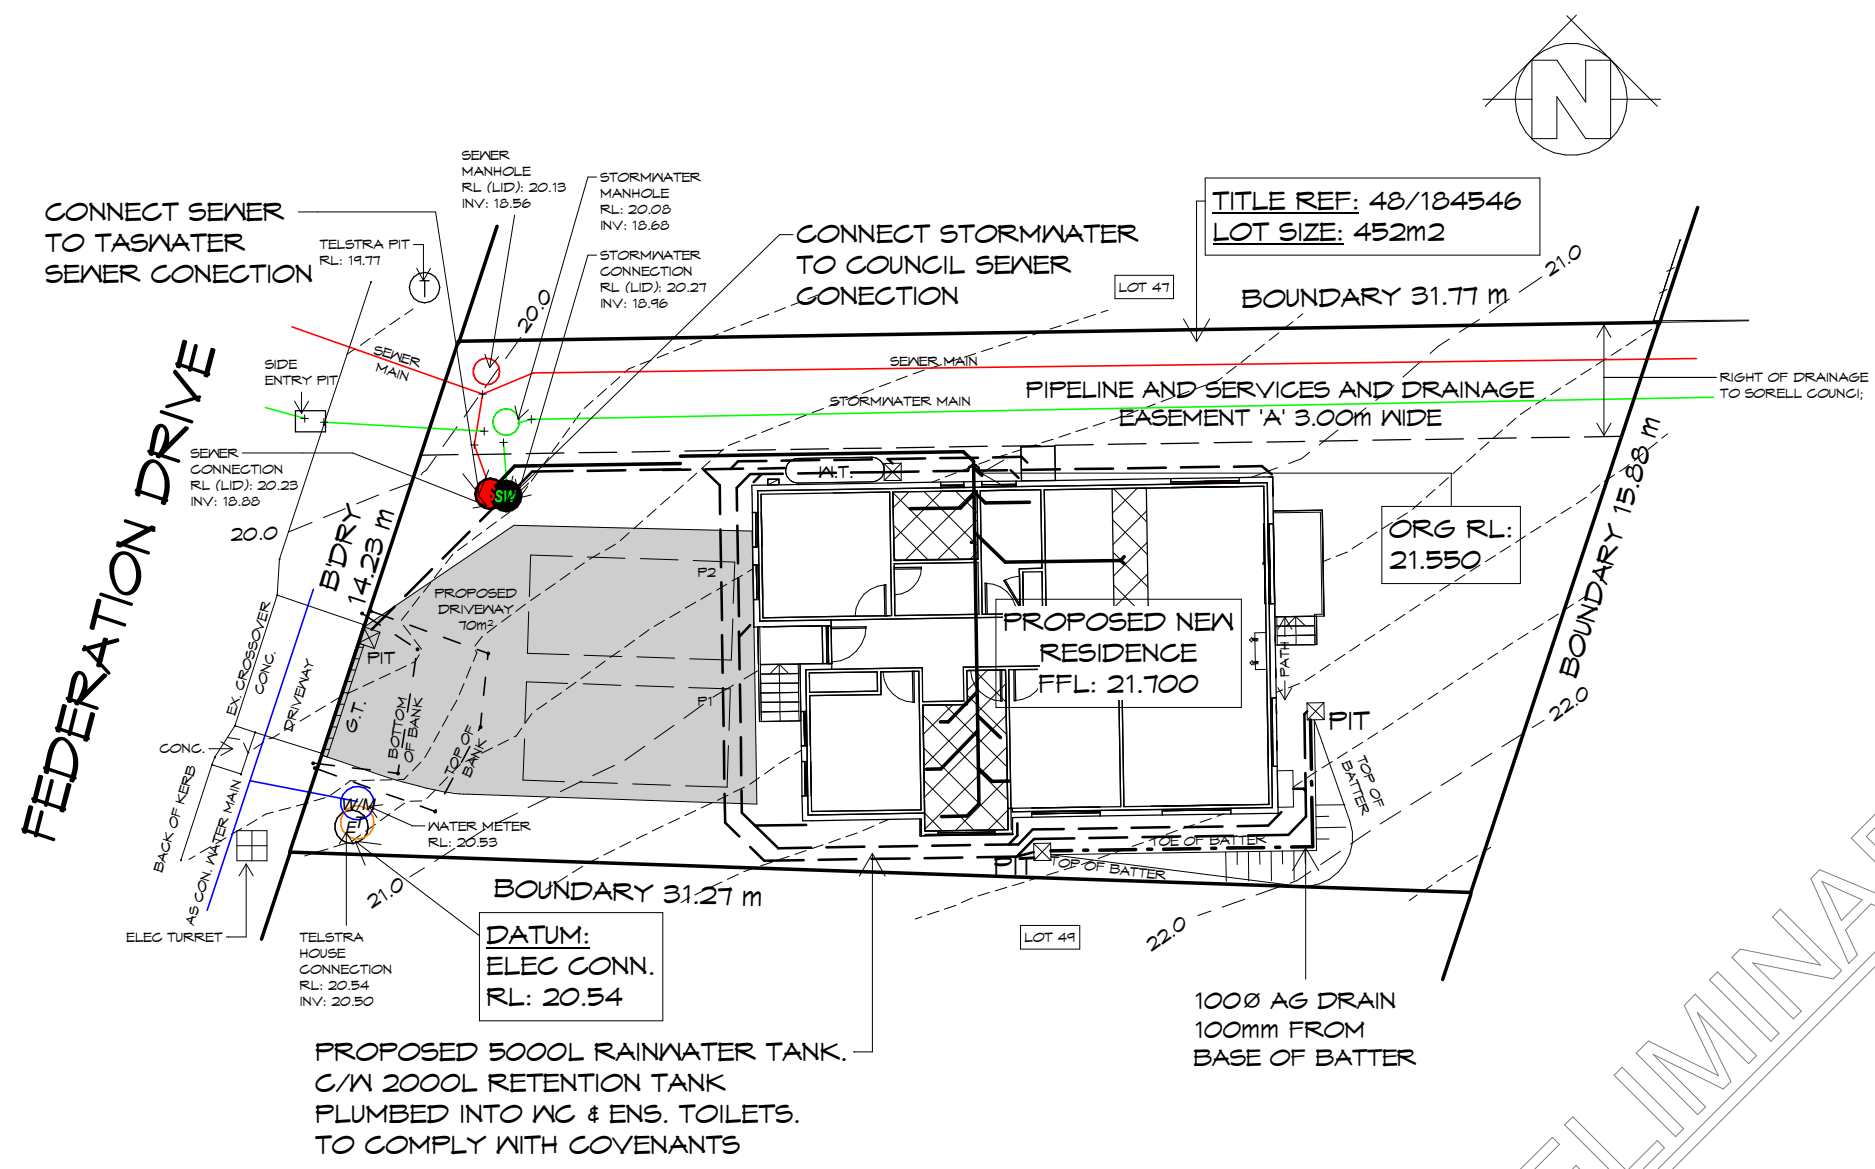 N
SEWER
MANHOLE
RL (LID): 20.13
INV: 18.56
STORMWATER
MANHOLE
RL: 20.08
INV: 18.68
CONNECT SEWER
TO TASWATER
SEWER CONECTION
TELSTRA PIT
RL: 19.77
STORMWATER
CONNECTION
RL (LID): 20.27
INV: 18.96
CONNECT STORMWATER
TO COUNCIL SEWER
CONECTION
TITLE REF: 48/184546
LOT SIZE: 452m2
LOT 47
21.0
BOUNDARY 31.77 m
20.0
SEWER
MAIN
SEWER MAIN
SIDE
ENTRY PIT
PIPELINE AND SERVICES AND DRAINAGE
EASEMENT 'A' 3.00m WIDE
STORMWATER MAIN
RIGHT OF DRAINAGE
TO SORELL COUNCI;
FEDERATION DRIVE
SEWER
CONNECTION
RL (LID): 20.23
INV: 18.88
SW
W.T.
20.0
B'DRY
14.23 m
ORG RL:
21.550
BOUNDARY 15.88 m
P2
PROPOSED
DRIVEWAY
70m²
PROPOSED NEW
RESIDENCE
FFL: 21.700
PATH
PIT
EX CROSSOVER
CONC.
DRIVEWAY
G.T.
BOTTOM
OF BANK
TOP OF
BANK
P1
22.0
PIT
TOP OF
BATTER
CONC.
BACK OF KERB
AS CON. WATER MAIN
W/M
E
T
WATER METER
RL: 20.53
TOE OF BATTER
PIT
TOP OF BATTER
21.0
BOUNDARY 31.27 m
ELEC TURRET
TELSTRA
HOUSE
CONNECTION
RL: 20.54
INV: 20.50
DATUM:
ELEC CONN.
RL: 20.54
LOT 49
22.0
100Ø AG DRAIN
100mm FROM
BASE OF BATTER
PROPOSED 5000L RAINWATER TANK.
C/W 2000L RETENTION TANK
PLUMBED INTO WC & ENS. TOILETS.
TO COMPLY WITH COVENANTS
ELIMINA